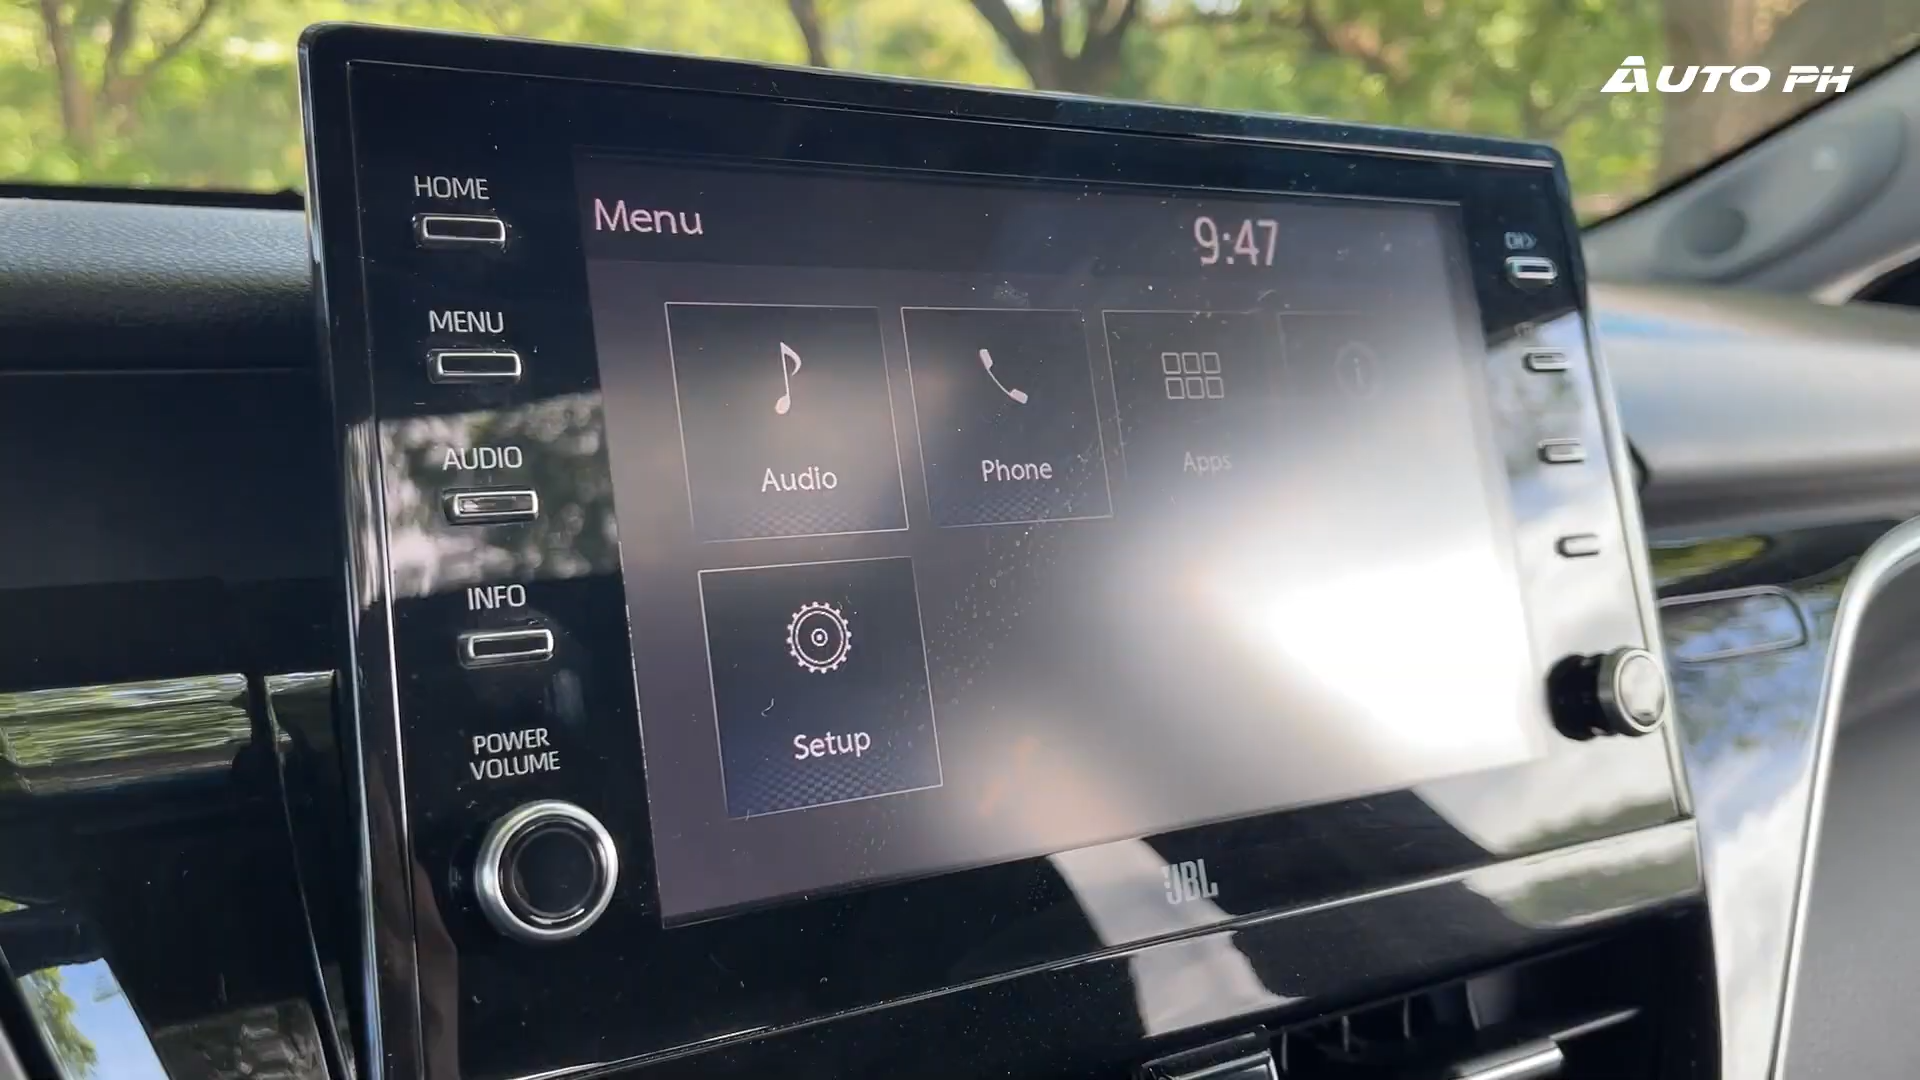 AUTO PH
HOME
Menu
9:47
MENU
AUDIO
Audio
Phone
Apps
INFO
Setup
POWER
VOLUME
JBL